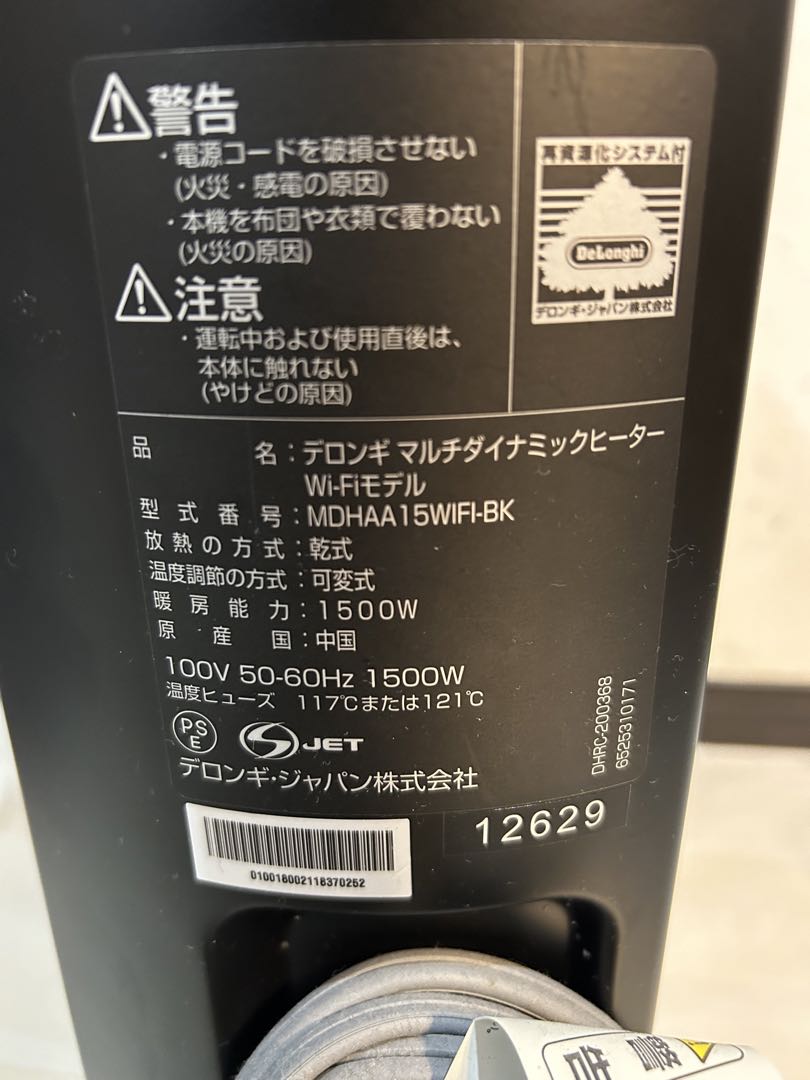 警告
・電源コードを破損させない
(火災・感電の原因)
・本機を布団や衣類で覆わない
(火災の原因)
注意
・運転中および使用直後は、
本体に触れない
(やけどの原因)
再資源化システム付
DeLonghi
デロンギ・ジャパン株式会社
品名：デロンギ マルチダイナミックヒーター
Wi-Fiモデル
型式番号：MDHAA15WIFI-BK
放熱の方式：乾式
温度調節の方式：可変式
暖房能力：1500W
原産国：中国
100V 50-60Hz 1500W
温度ヒューズ 117℃または121℃
PSE
JET
デロンギ・ジャパン株式会社
DHRC-200368
6525310171
12629
010018002118370252
警告